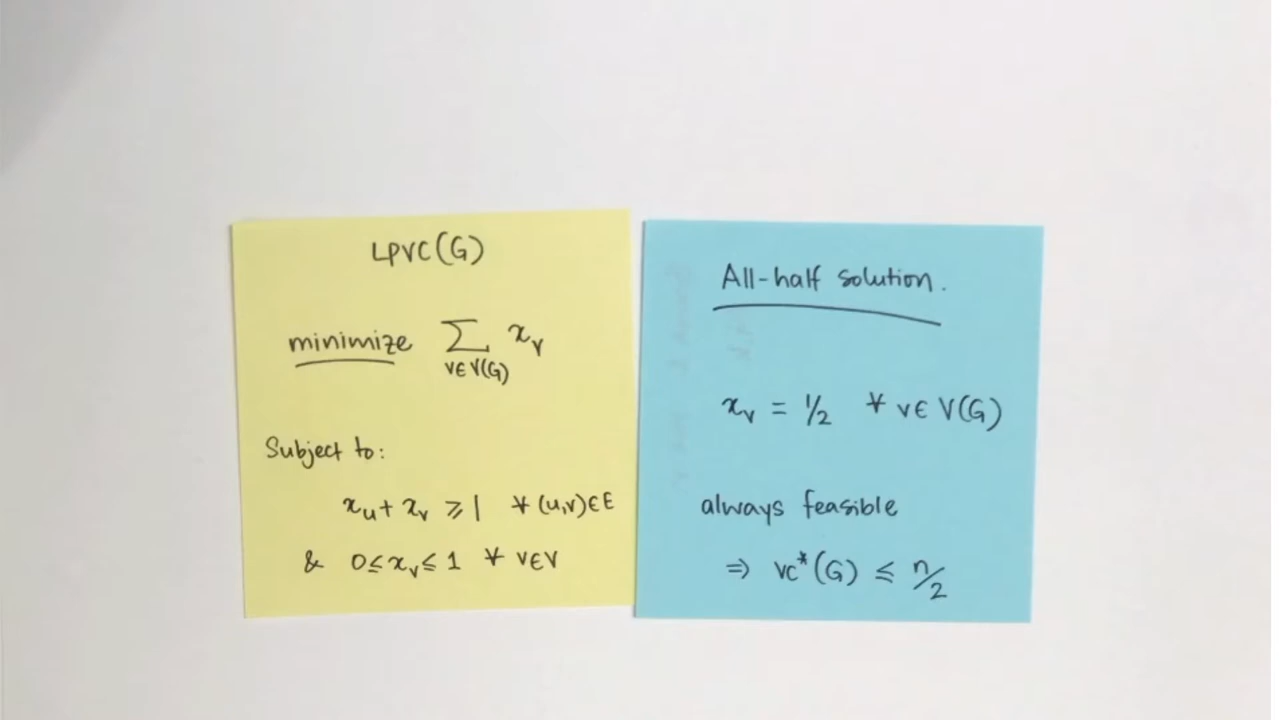 LPVC(G)
minimize ∑ x_v
v∈V(G)
Subject to:
x_u + x_v ⩾ 1 ∀ (u,v)∈E
& 0≤x_v≤1 ∀ v∈V
All-half solution.
x_v = 1/2 ∀ v∈ V(G)
always feasible
⇒ vc*(G) ≤ n/2